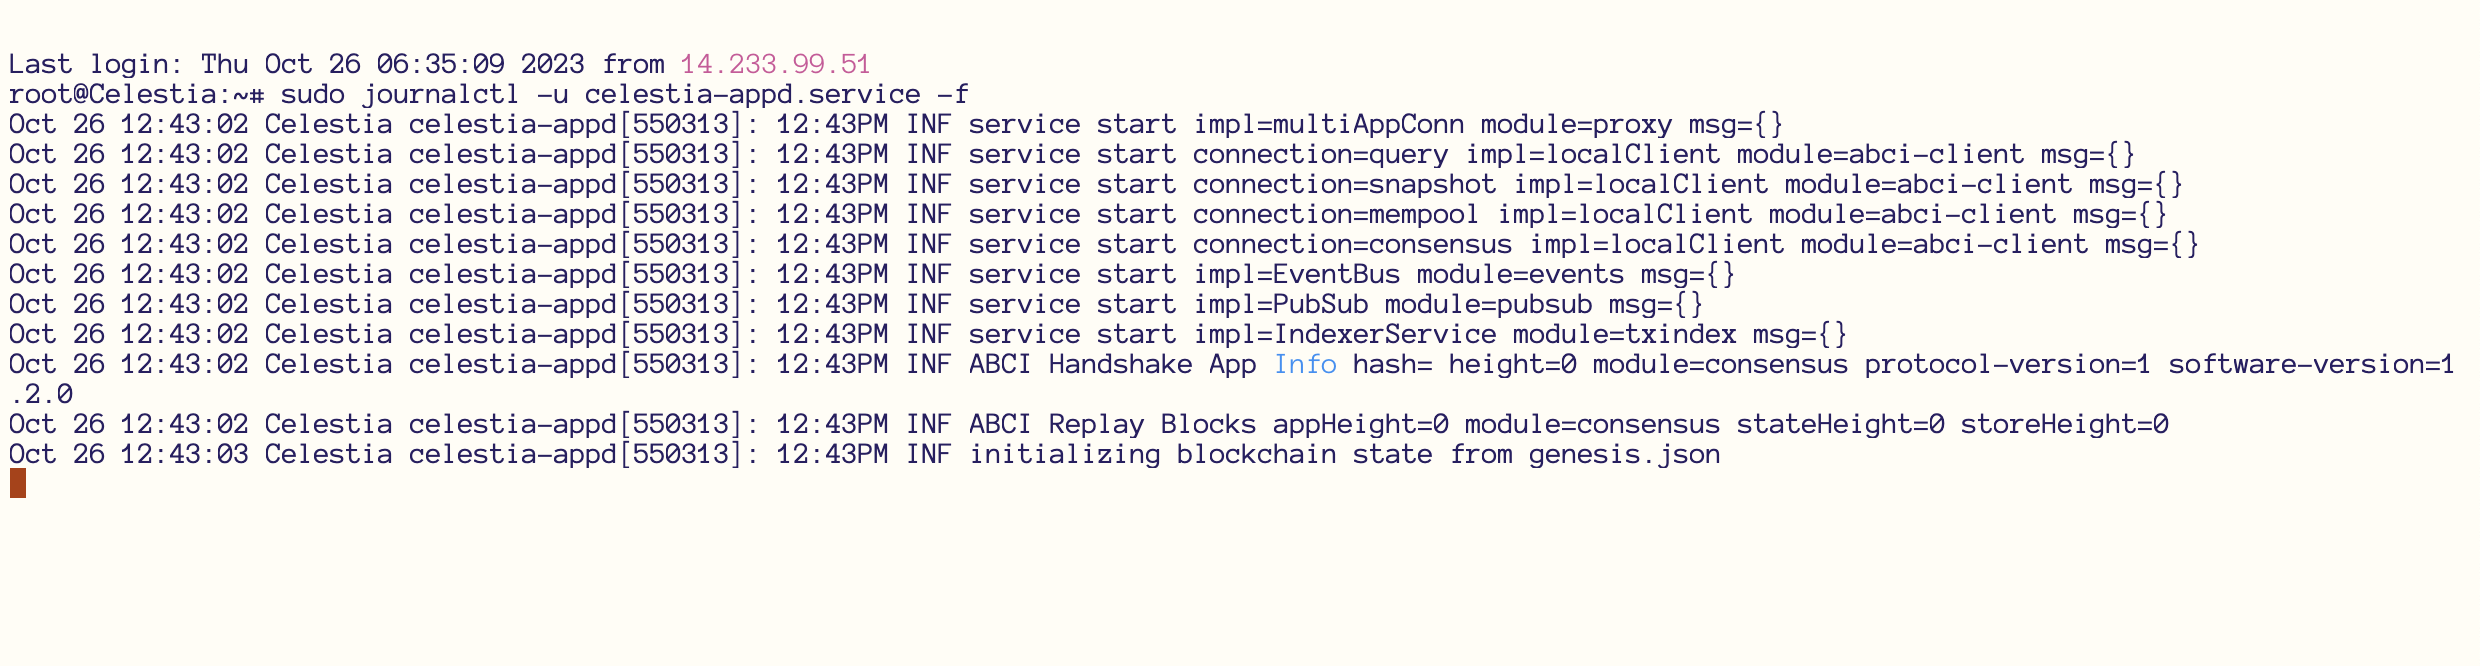 Last login: Thu Oct 26 06:35:09 2023 from 14.233.99.51
root@Celestia:~# sudo journalctl -u celestia-appd.service -f
Oct 26 12:43:02 Celestia celestia-appd[550313]: 12:43PM INF service start impl=multiAppConn module=proxy msg={}
Oct 26 12:43:02 Celestia celestia-appd[550313]: 12:43PM INF service start connection=query impl=localClient module=abci-client msg={}
Oct 26 12:43:02 Celestia celestia-appd[550313]: 12:43PM INF service start connection=snapshot impl=localClient module=abci-client msg={}
Oct 26 12:43:02 Celestia celestia-appd[550313]: 12:43PM INF service start connection=mempool impl=localClient module=abci-client msg={}
Oct 26 12:43:02 Celestia celestia-appd[550313]: 12:43PM INF service start connection=consensus impl=localClient module=abci-client msg={}
Oct 26 12:43:02 Celestia celestia-appd[550313]: 12:43PM INF service start impl=EventBus module=events msg={}
Oct 26 12:43:02 Celestia celestia-appd[550313]: 12:43PM INF service start impl=PubSub module=pubsub msg={}
Oct 26 12:43:02 Celestia celestia-appd[550313]: 12:43PM INF service start impl=IndexerService module=txindex msg={}
Oct 26 12:43:02 Celestia celestia-appd[550313]: 12:43PM INF ABCI Handshake App Info hash= height=0 module=consensus protocol-version=1 software-version=1
.2.0
Oct 26 12:43:02 Celestia celestia-appd[550313]: 12:43PM INF ABCI Replay Blocks appHeight=0 module=consensus stateHeight=0 storeHeight=0
Oct 26 12:43:03 Celestia celestia-appd[550313]: 12:43PM INF initializing blockchain state from genesis.json